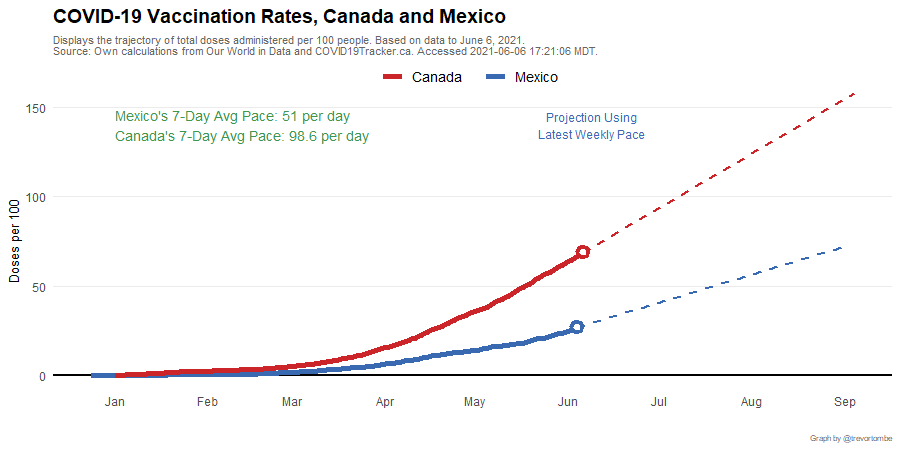 COVID-19 Vaccination Rates, Canada and Mexico
Displays the trajectory of total doses administered per 100 people. Based on data to June 6, 2021.
Source: Own calculations from Our World in Data and COVID19Tracker.ca. Accessed 2021-06-06 17:21:06 MDT.
Canada Mexico
Mexico's 7-Day Avg Pace: 51 per day
Canada's 7-Day Avg Pace: 98.6 per day
Projection Using
Latest Weekly Pace
Doses per 100
150
100
50
0
Jan Feb Mar Apr May Jun Jul Aug Sep
Graph by @trevortombe